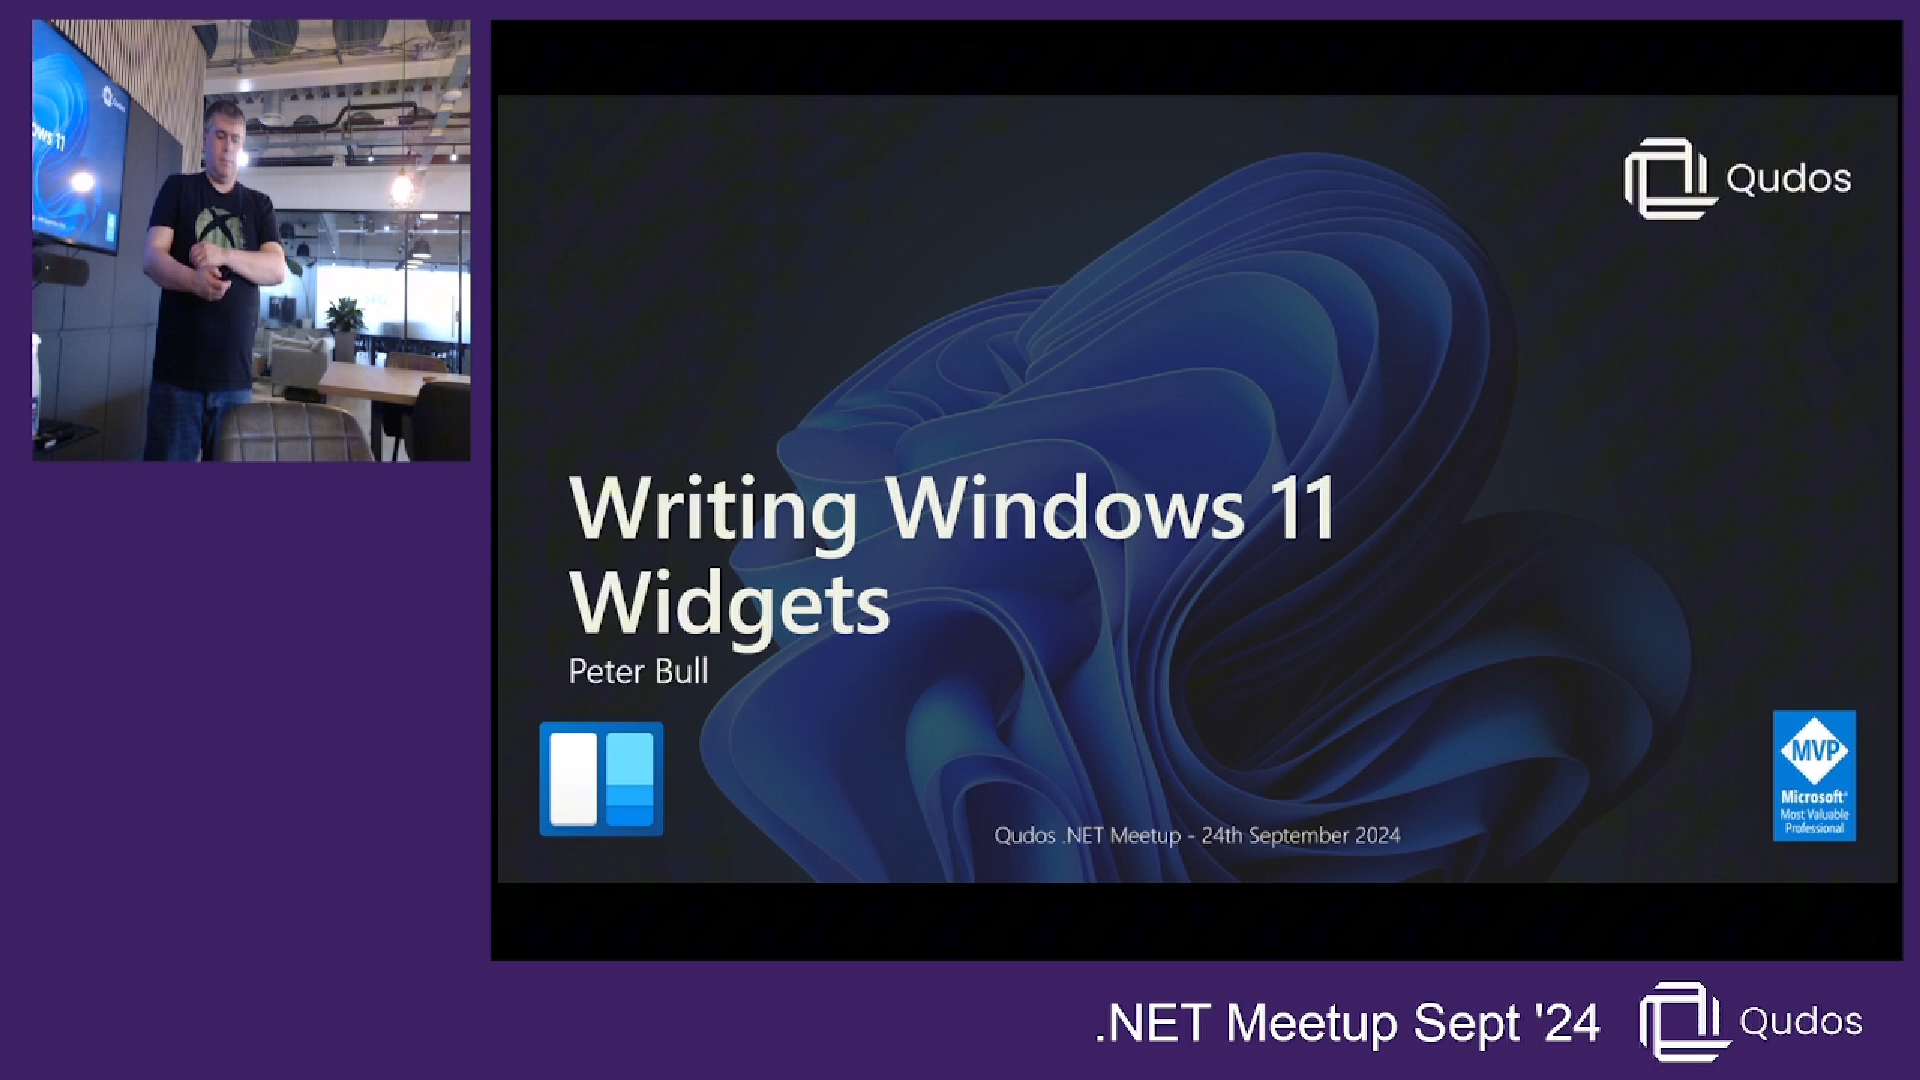 Qudos
Writing Windows 11
Widgets
Peter Bull
MVP
Microsoft®
Most Valuable
Professional
Qudos .NET Meetup - 24th September 2024
.NET Meetup Sept '24
Qudos